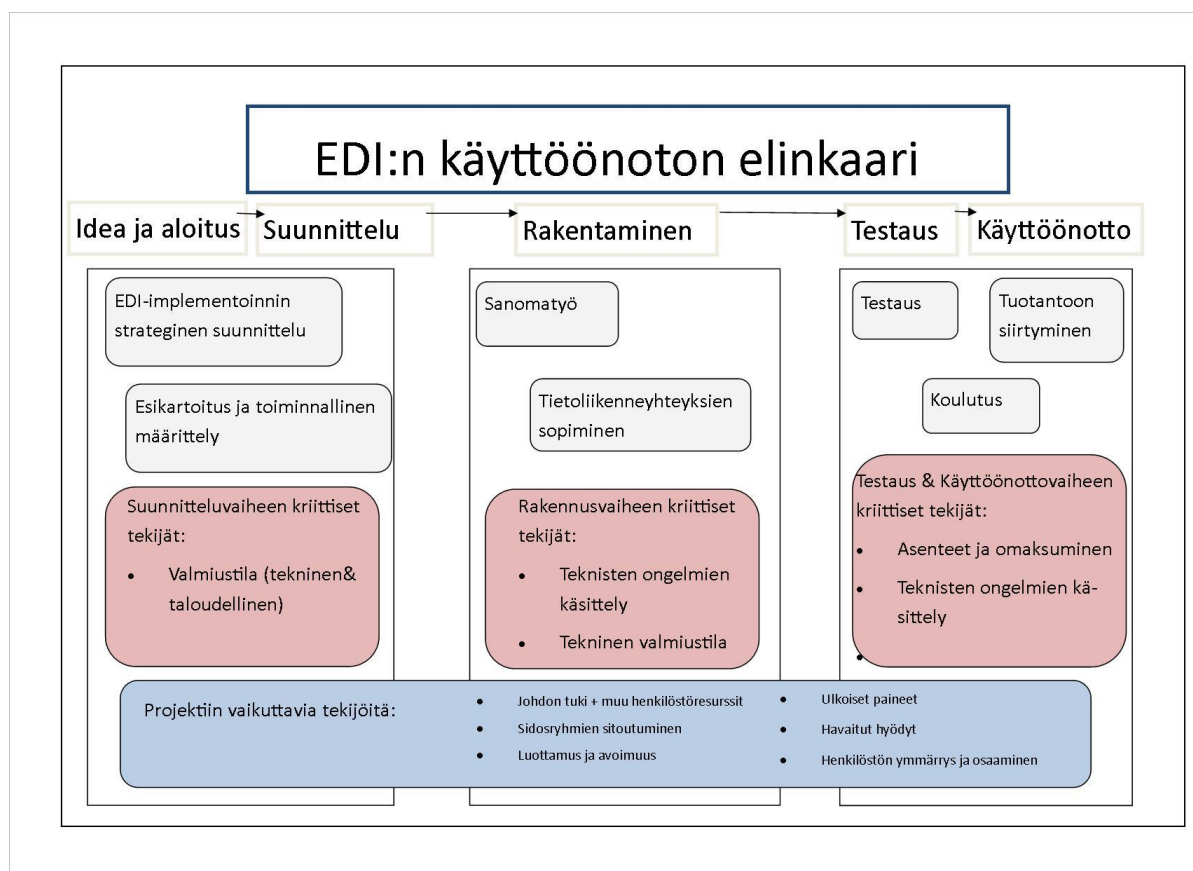 EDI:n käyttöönoton elinkaari
Idea ja aloitus
Suunnittelu
Rakentaminen
Testaus
Käyttöönotto
EDI-implementoinnin
strateginen suunnittelu
Esikartoitus ja toiminnallinen
määrittely
Suunnitteluvaiheen kriittiset
tekijät:
• Valmiustila (tekninen&
taloudellinen)
Sanomatyö
Tietoliikenneyhteyksien
sopiminen
Rakennusvaiheen kriittiset
tekijät:
• Teknisten ongelmien
käsittely
• Tekninen valmiustila
Testaus
Tuotantoon
siirtyminen
Koulutus
Testaus & Käyttöönottovaiheen
kriittiset tekijät:
• Asenteet ja omaksuminen
• Teknisten ongelmien kä-
sittely
•
Projektiin vaikuttavia tekijöitä:
• Johdon tuki + muu henkilöstöresurssit
• Sidosryhmien sitoutuminen
• Luottamus ja avoimuus
• Ulkoiset paineet
• Havaitut hyödyt
• Henkilöstön ymmärrys ja osaaminen